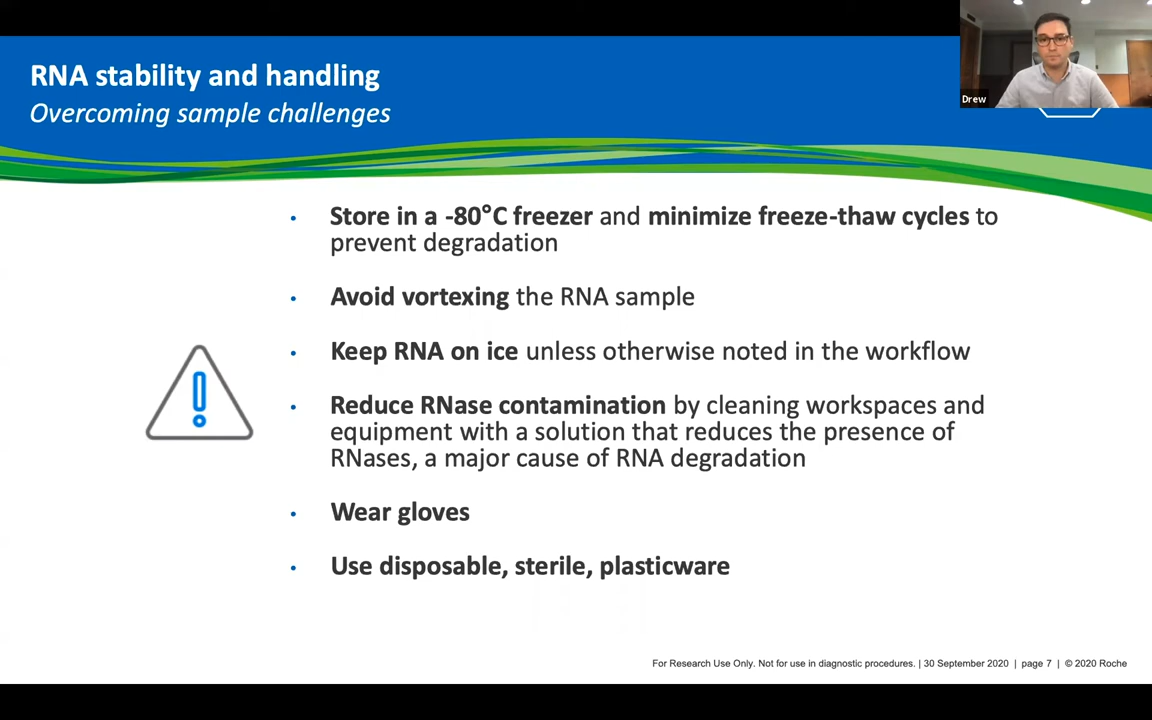 RNA stability and handling
Overcoming sample challenges
Drew
• Store in a -80°C freezer and minimize freeze-thaw cycles to
prevent degradation
• Avoid vortexing the RNA sample
• Keep RNA on ice unless otherwise noted in the workflow
• Reduce RNase contamination by cleaning workspaces and
equipment with a solution that reduces the presence of
RNases, a major cause of RNA degradation
• Wear gloves
• Use disposable, sterile, plasticware
For Research Use Only. Not for use in diagnostic procedures. | 30 September 2020 | page 7 | © 2020 Roche